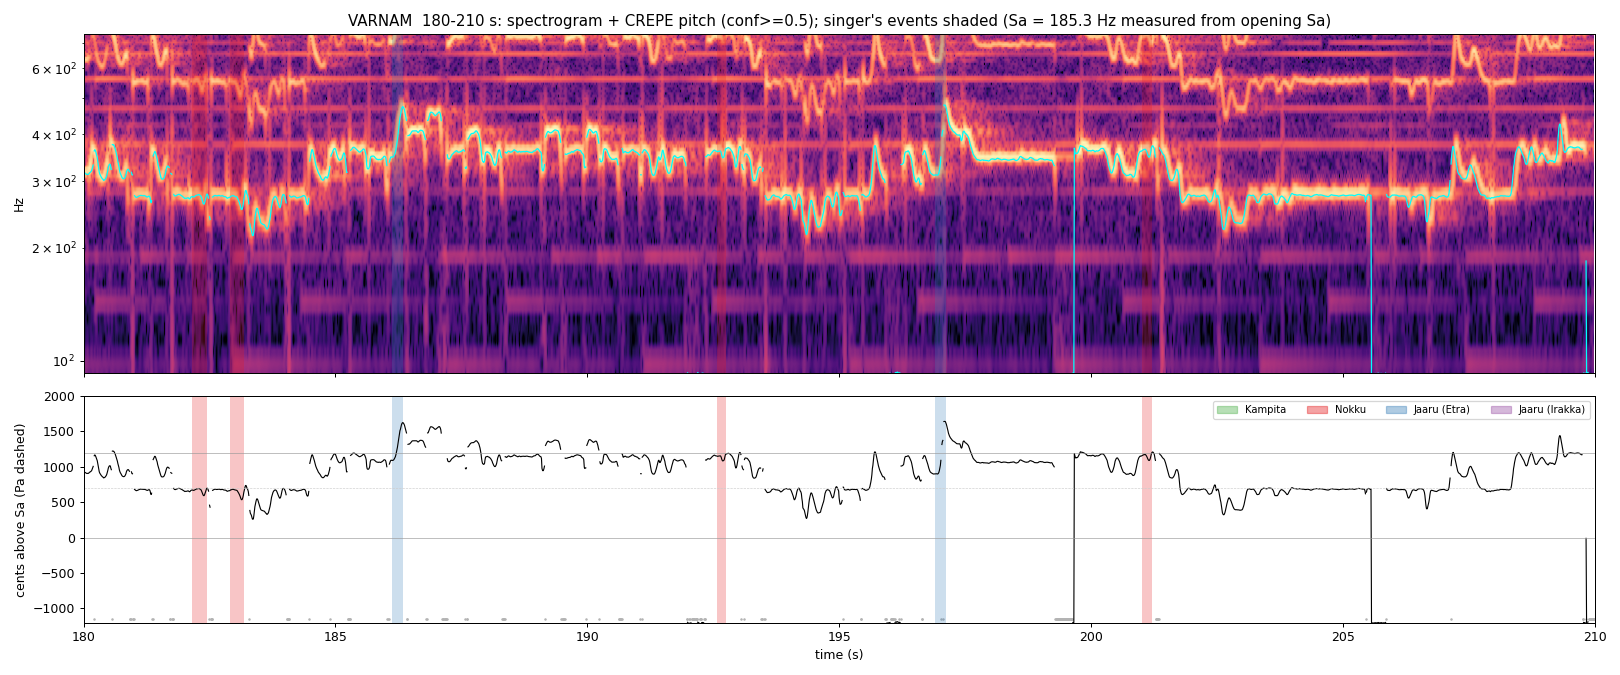 VARNAM  180-210 s: spectrogram + CREPE pitch (conf>=0.5); singer's events shaded (Sa = 185.3 Hz measured from opening Sa)
6 × 10²
4 × 10²
3 × 10²
2 × 10²
10²
Hz
2000
1500
1000
500
0
−500
−1000
cents above Sa (Pa dashed)
Kampita
Nokku
Jaaru (Etra)
Jaaru (Irakka)
180
185
190
195
200
205
210
time (s)